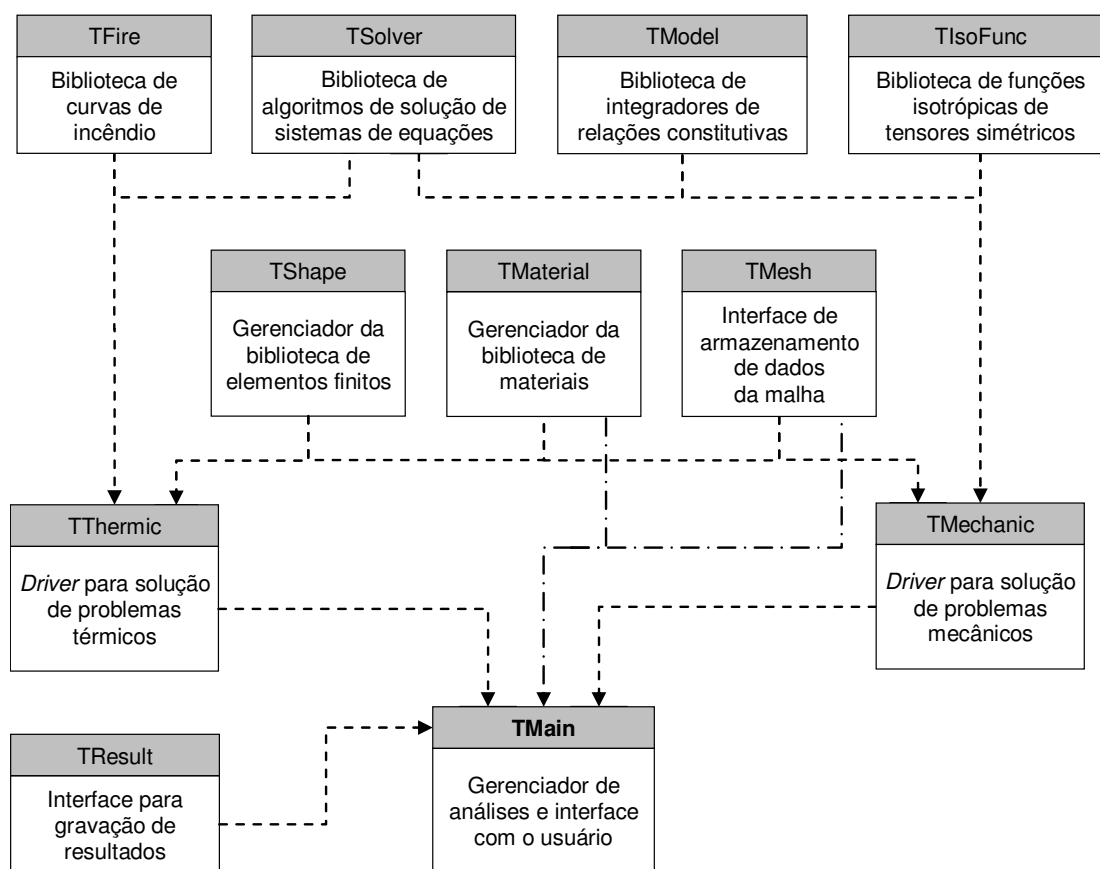 TFire
Biblioteca de
curvas de
incêndio
TSolver
Biblioteca de
algoritmos de solução de
sistemas de equações
TModel
Biblioteca de
integradores de
relações constitutivas
TIsoFunc
Biblioteca de funções
isotrópicas de
tensores simétricos
TShape
Gerenciador da
biblioteca de
elementos finitos
TMaterial
Gerenciador da
biblioteca de
materiais
TMesh
Interface de
armazenamento
de dados
da malha
TThermic
Driver para solução
de problemas
térmicos
TMechanic
Driver para solução
de problemas
mecânicos
TResult
Interface para
gravação de
resultados
TMain
Gerenciador de
análises e interface
com o usuário